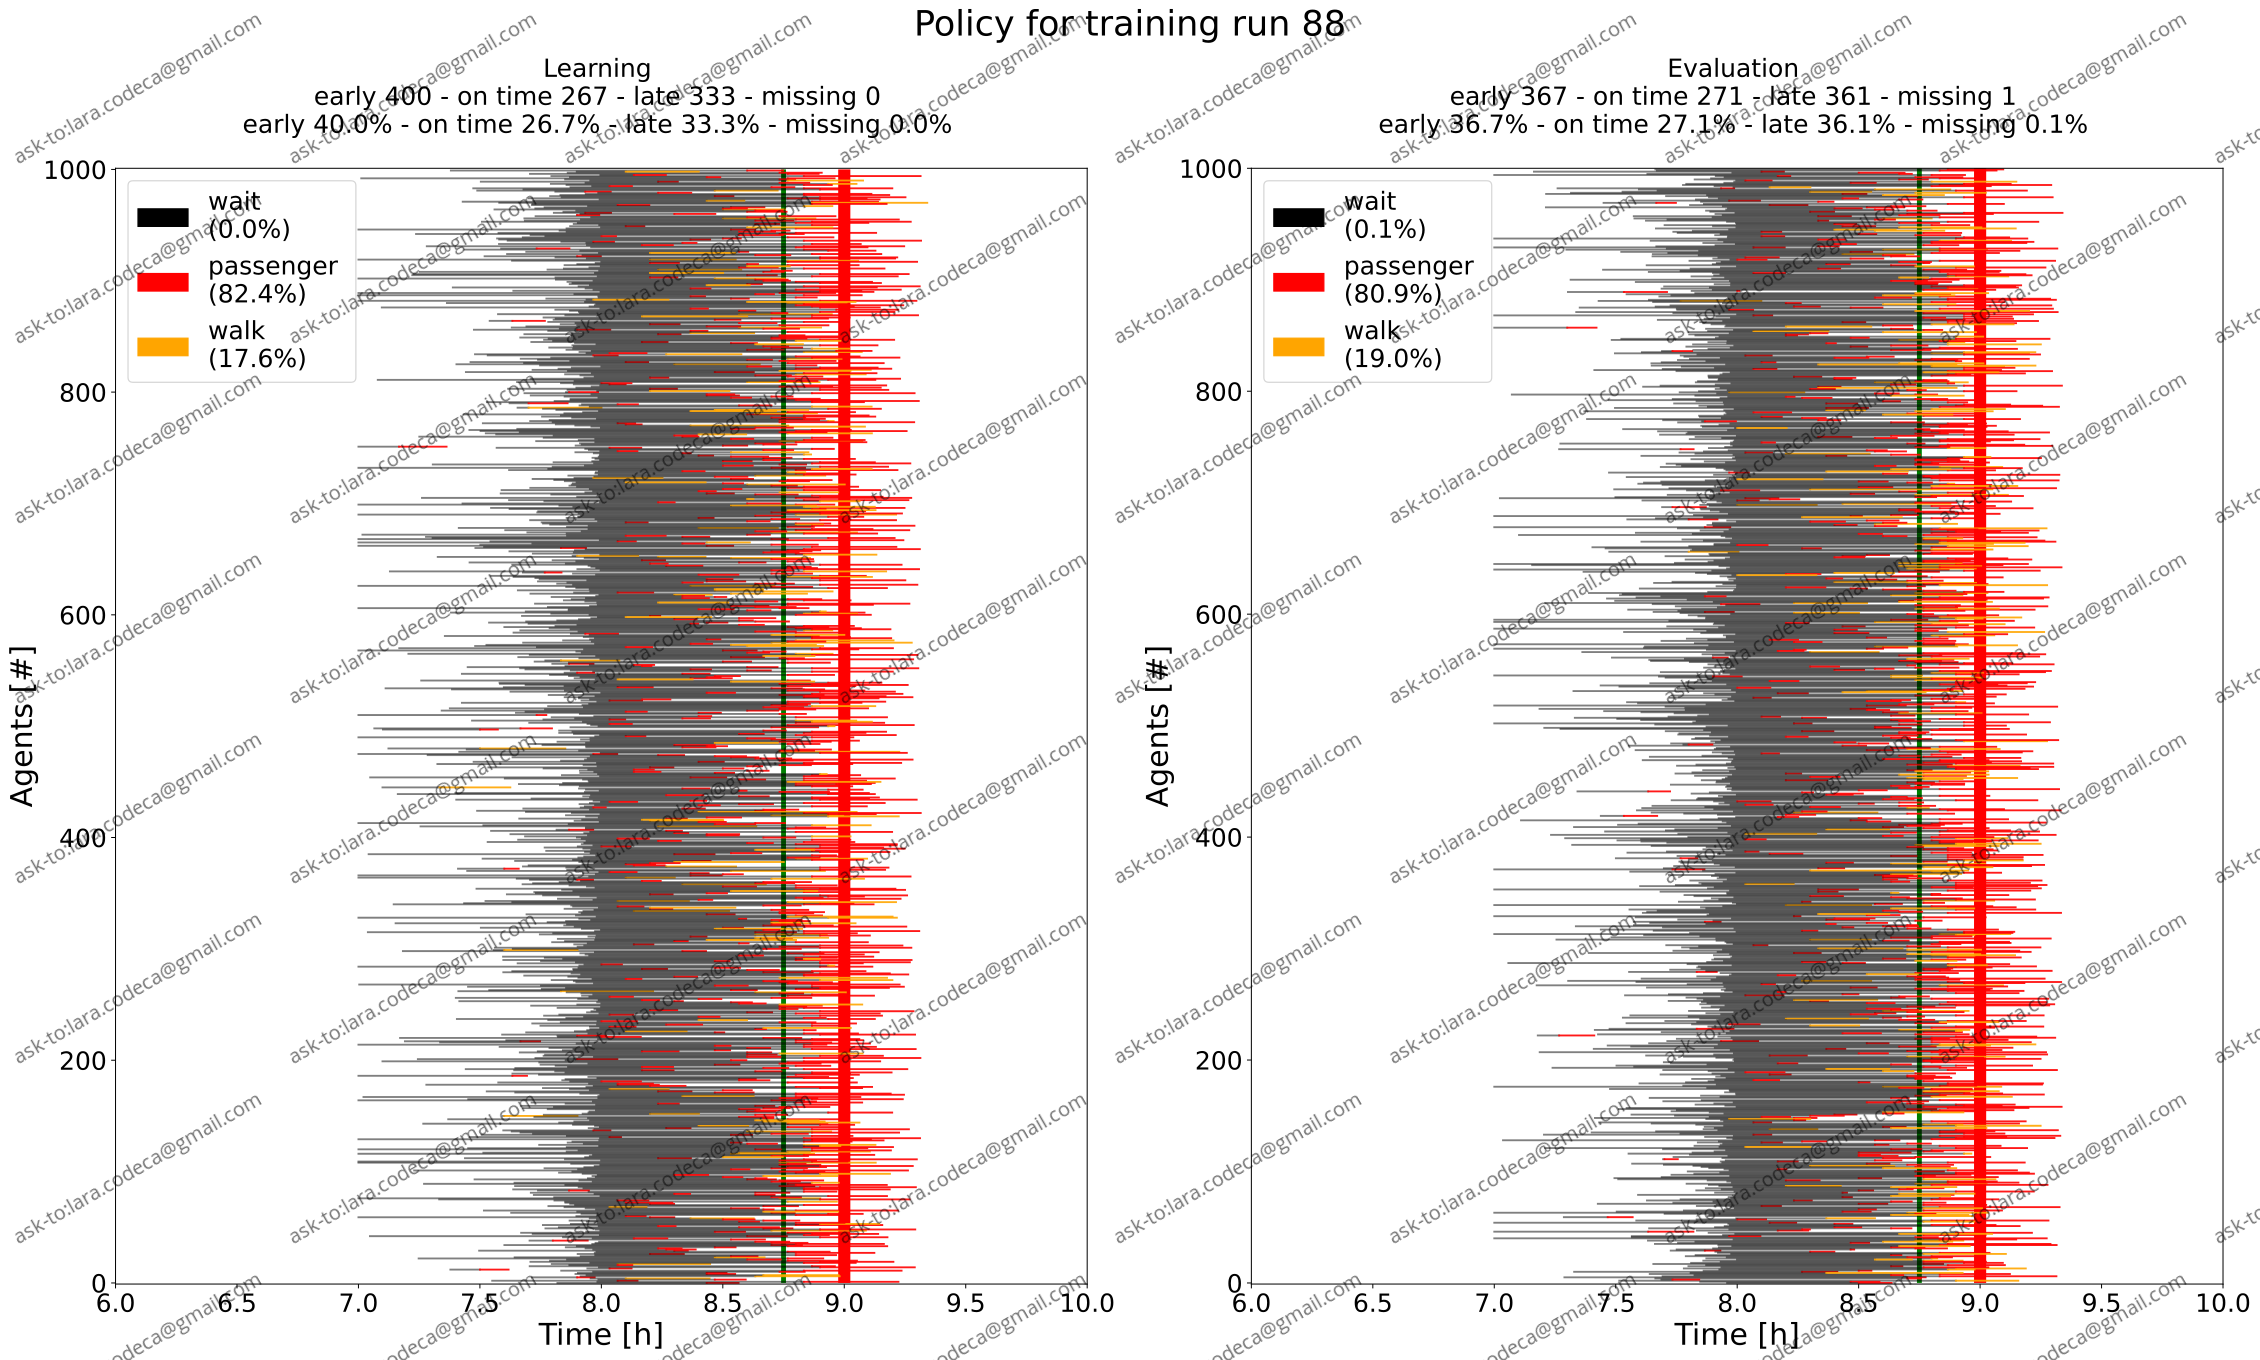 Policy for training run 88
Learning
early 400 - on time 267 - late 333 - missing 0
early 40.0% - on time 26.7% - late 33.3% - missing 0.0%
1000
800
600
400
200
0
Agents [#]
wait
(0.0%)
passenger
(82.4%)
walk
(17.6%)
6.0 6.5 7.0 7.5 8.0 8.5 9.0 9.5 10.0
Time [h]
Evaluation
early 367 - on time 271 - late 361 - missing 1
early 36.7% - on time 27.1% - late 36.1% - missing 0.1%
1000
800
600
400
200
0
Agents [#]
wait
(0.1%)
passenger
(80.9%)
walk
(19.0%)
6.0 6.5 7.0 7.5 8.0 8.5 9.0 9.5 10.0
Time [h]
ask-to:lara.codeca@gmail.com